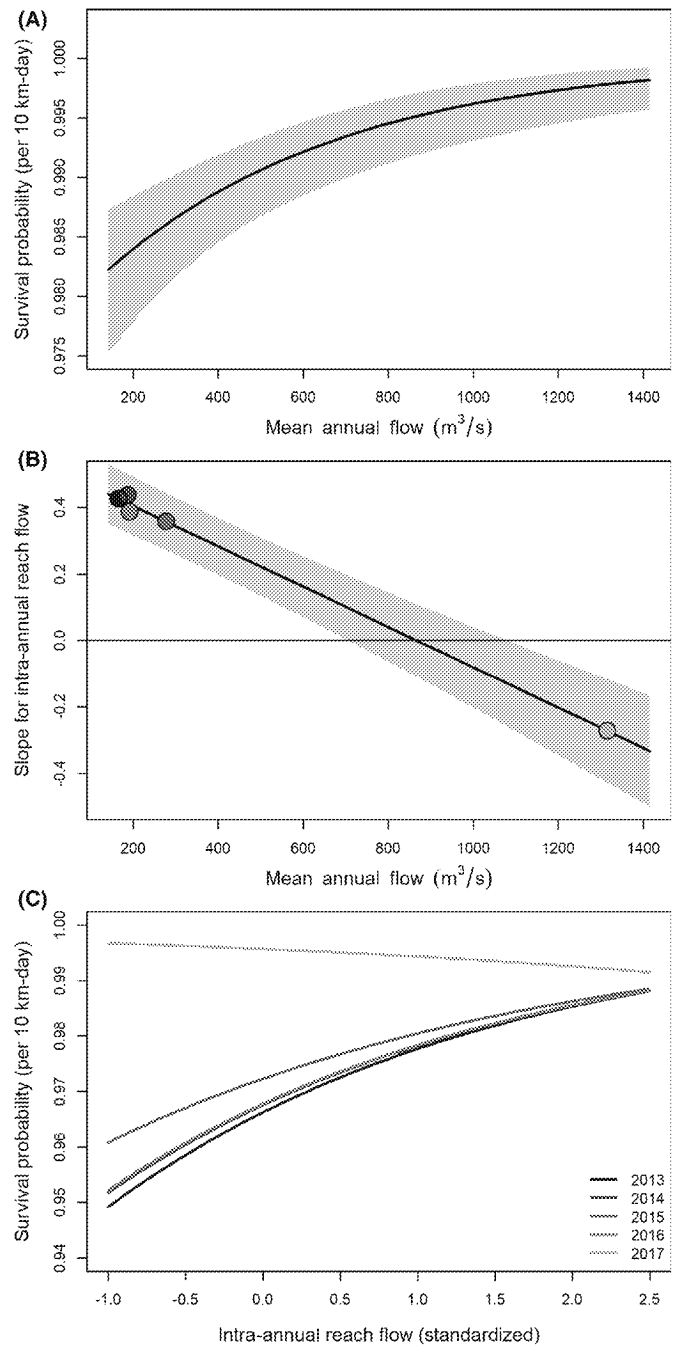 (A)
Survival probability (per 10 km-day)
1.000
0.995
0.990
0.985
0.980
0.975
200 400 600 800 1000 1200 1400
Mean annual flow (m³/s)
(B)
Slope for intra-annual reach flow
0.4
0.2
0.0
-0.2
-0.4
200 400 600 800 1000 1200 1400
Mean annual flow (m³/s)
(C)
Survival probability (per 10 km-day)
1.00
0.99
0.98
0.97
0.96
0.95
0.94
2013
2014
2015
2016
2017
-1.0 -0.5 0.0 0.5 1.0 1.5 2.0 2.5
Intra-annual reach flow (standardized)